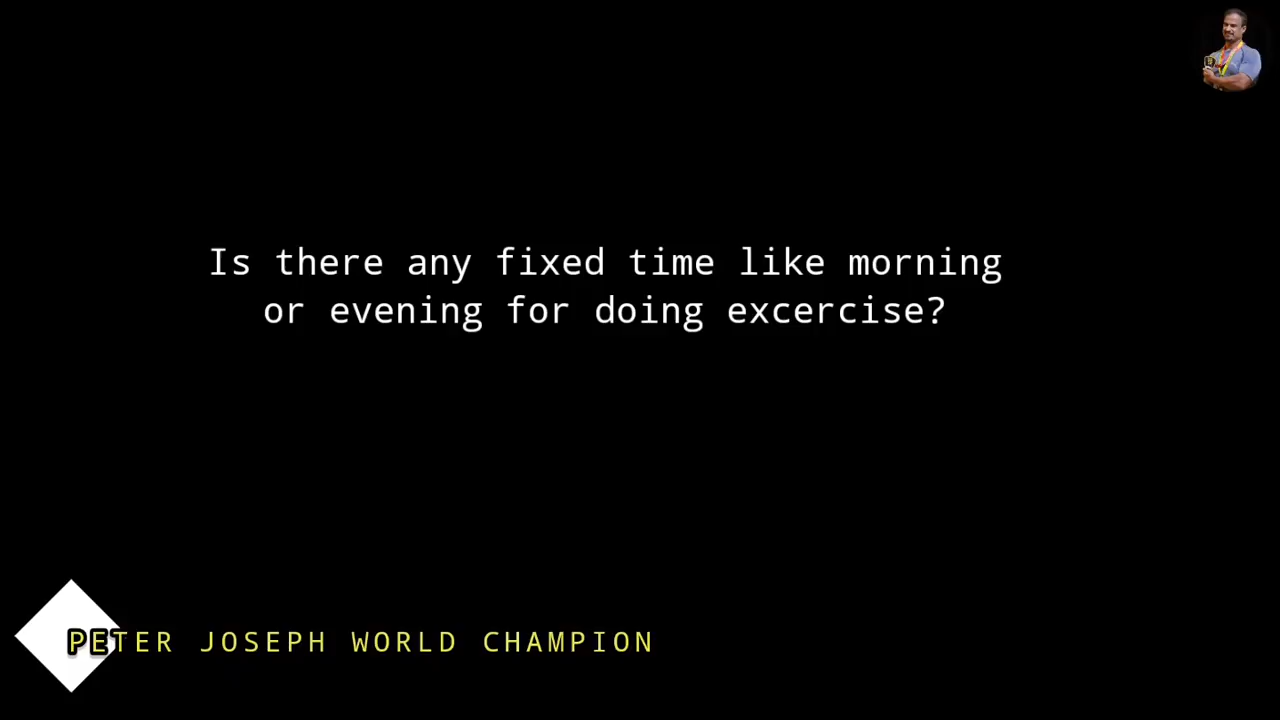 Is there any fixed time like morning
or evening for doing excercise?
PETER JOSEPH WORLD CHAMPION